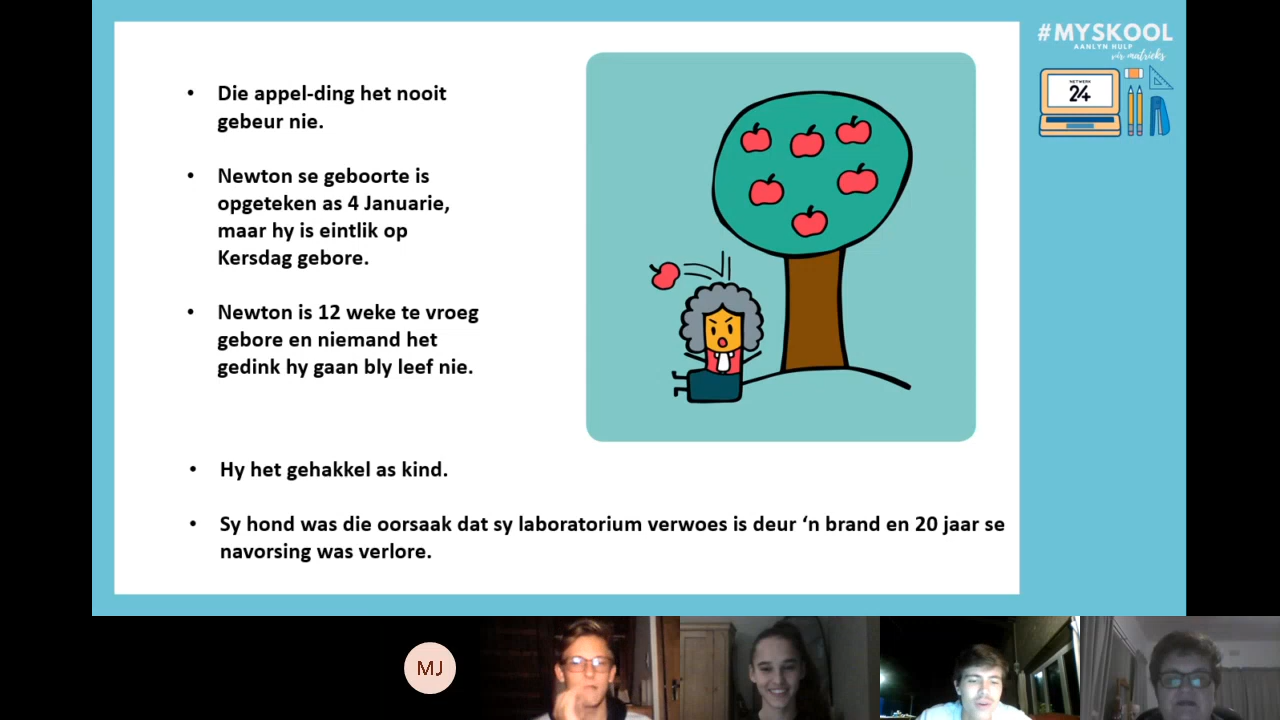 • Die appel-ding het nooit
gebeur nie.
• Newton se geboorte is
opgeteken as 4 Januarie,
maar hy is eintlik op
Kersdag gebore.
• Newton is 12 weke te vroeg
gebore en niemand het
gedink hy gaan bly leef nie.
• Hy het gehakkel as kind.
• Sy hond was die oorsaak dat sy laboratorium verwoes is deur ‘n brand en 20 jaar se
navorsing was verlore.
#MYSKOOL
AANLYN HULP
vir matrieks
NETWERK
24
MJ